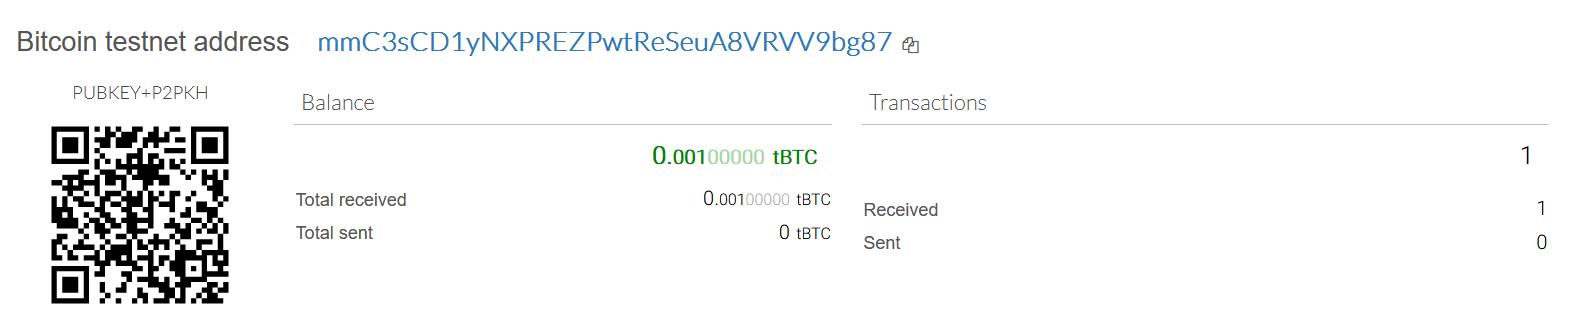 Bitcoin testnet address mmC3sCD1yNXPREZPwtReSeuA8VRVV9bg87
PUBKEY+P2PKH
Balance
0.00100000 tBTC
Total received 0.00100000 tBTC
Total sent 0 tBTC
Transactions
1
Received 1
Sent 0